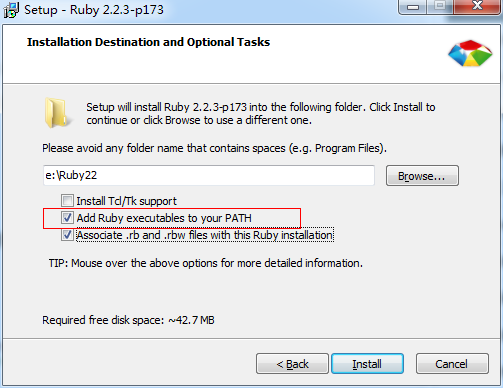 Setup - Ruby 2.2.3-p173
Installation Destination and Optional Tasks
Setup will install Ruby 2.2.3-p173 into the following folder. Click Install to
continue or click Browse to use a different one.
Please avoid any folder name that contains spaces (e.g. Program Files).
e:\Ruby22
Browse...
Install Tcl/Tk support
Add Ruby executables to your PATH
Associate .rb and .rbw files with this Ruby installation
TIP: Mouse over the above options for more detailed information.
Required free disk space: ~42.7 MB
< Back
Install
Cancel